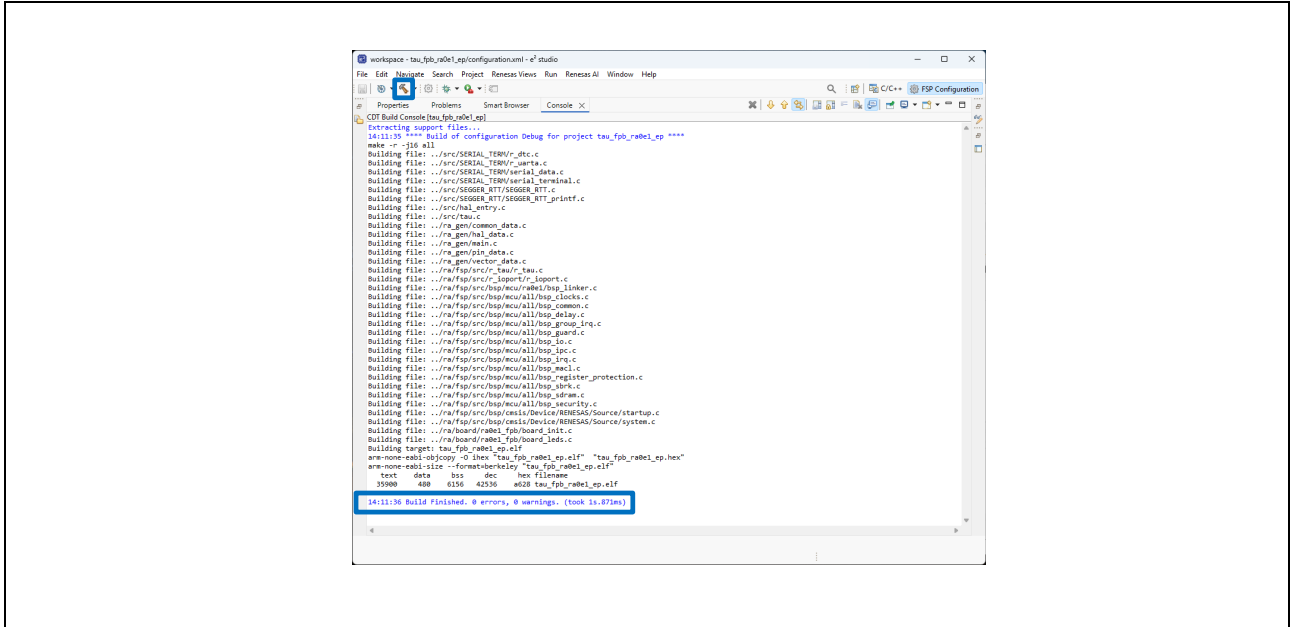 workspace - tau_fpb_ra0e1_ep/configuration.xml - e² studio
File Edit Navigate Search Project Renesas Views Run Renesas AI Window Help
C/C++ FSP Configuration
Properties Problems Smart Browser Console
CDT Build Console [tau_fpb_ra0e1_ep]
Extracting support files...
14:11:35 **** Build of configuration Debug for project tau_fpb_ra0e1_ep ****
make -r -j16 all
Building file: ../src/SERIAL_TERM/r_dtc.c
Building file: ../src/SERIAL_TERM/r_uarta.c
Building file: ../src/SERIAL_TERM/serial_data.c
Building file: ../src/SERIAL_TERM/serial_terminal.c
Building file: ../src/SEGGER_RTT/SEGGER_RTT.c
Building file: ../src/SEGGER_RTT/SEGGER_RTT_printf.c
Building file: ../src/hal_entry.c
Building file: ../src/tau.c
Building file: ../ra_gen/common_data.c
Building file: ../ra_gen/hal_data.c
Building file: ../ra_gen/main.c
Building file: ../ra_gen/pin_data.c
Building file: ../ra_gen/vector_data.c
Building file: ../ra/fsp/src/r_tau/r_tau.c
Building file: ../ra/fsp/src/r_ioport/r_ioport.c
Building file: ../ra/fsp/src/bsp/mcu/ra0e1/bsp_linker.c
Building file: ../ra/fsp/src/bsp/mcu/all/bsp_clocks.c
Building file: ../ra/fsp/src/bsp/mcu/all/bsp_common.c
Building file: ../ra/fsp/src/bsp/mcu/all/bsp_delay.c
Building file: ../ra/fsp/src/bsp/mcu/all/bsp_group_irq.c
Building file: ../ra/fsp/src/bsp/mcu/all/bsp_guard.c
Building file: ../ra/fsp/src/bsp/mcu/all/bsp_io.c
Building file: ../ra/fsp/src/bsp/mcu/all/bsp_ipc.c
Building file: ../ra/fsp/src/bsp/mcu/all/bsp_irq.c
Building file: ../ra/fsp/src/bsp/mcu/all/bsp_macl.c
Building file: ../ra/fsp/src/bsp/mcu/all/bsp_register_protection.c
Building file: ../ra/fsp/src/bsp/mcu/all/bsp_sbrk.c
Building file: ../ra/fsp/src/bsp/mcu/all/bsp_sdram.c
Building file: ../ra/fsp/src/bsp/mcu/all/bsp_security.c
Building file: ../ra/fsp/src/bsp/cmsis/Device/RENESAS/Source/startup.c
Building file: ../ra/fsp/src/bsp/cmsis/Device/RENESAS/Source/system.c
Building file: ../ra/board/ra0e1_fpb/board_init.c
Building file: ../ra/board/ra0e1_fpb/board_leds.c
Building target: tau_fpb_ra0e1_ep.elf
arm-none-eabi-objcopy -O ihex "tau_fpb_ra0e1_ep.elf" "tau_fpb_ra0e1_ep.hex"
arm-none-eabi-size --format=berkeley "tau_fpb_ra0e1_ep.elf"
text data bss dec hex filename
35900 480 6156 42536 a628 tau_fpb_ra0e1_ep.elf
14:11:36 Build Finished. 0 errors, 0 warnings. (took 1s.871ms)